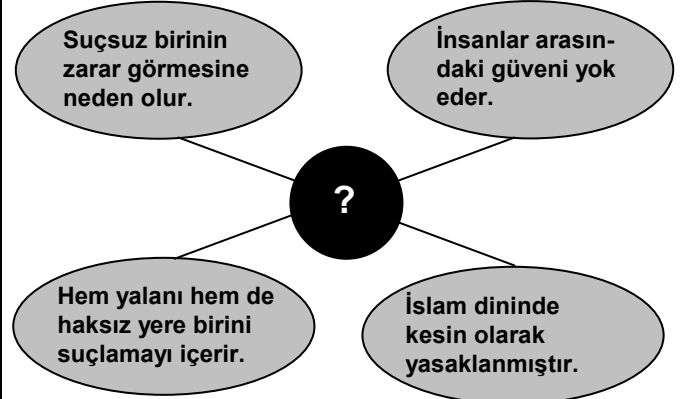 Suçsuz birinin
zarar görmesine
neden olur.
İnsanlar arasın-
daki güveni yok
eder.
?
Hem yalanı hem de
haksız yere birini
suçlamayı içerir.
İslam dininde
kesin olarak
yasaklanmıştır.